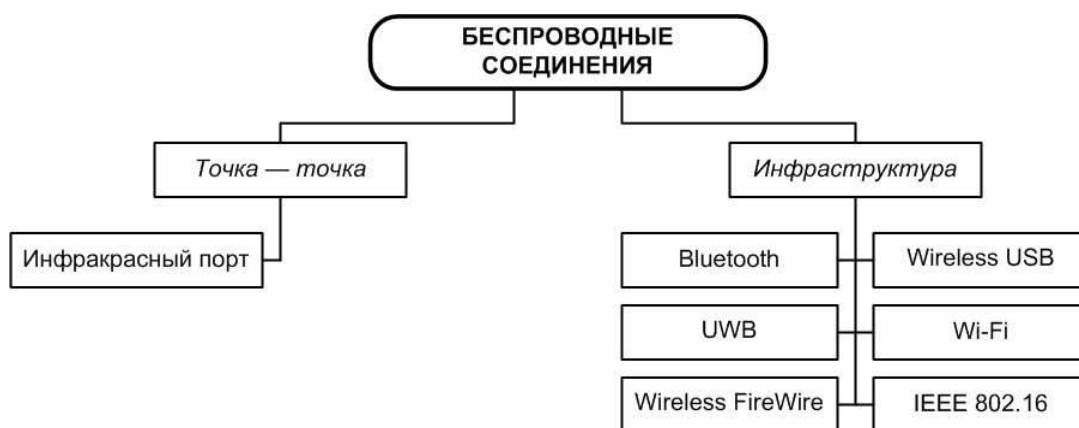 БЕСПРОВОДНЫЕ
СОЕДИНЕНИЯ
Точка — точка
Инфраструктура
Инфракрасный порт
Bluetooth
Wireless USB
UWB
Wi-Fi
Wireless FireWire
IEEE 802.16